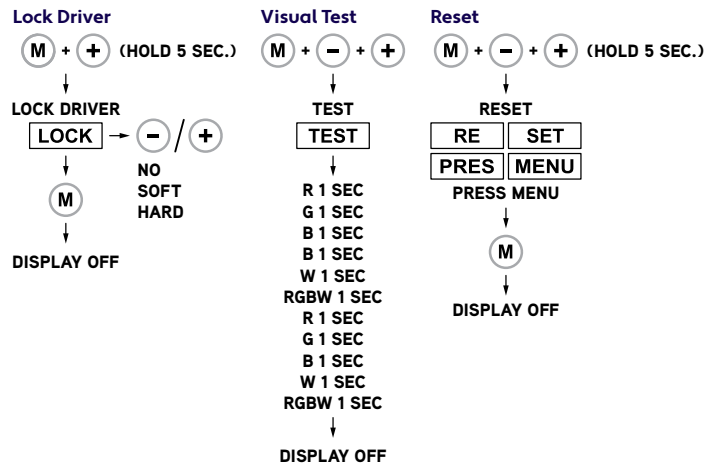 Lock Driver
M + + (HOLD 5 SEC.)
LOCK DRIVER
LOCK - / +
NO
SOFT
HARD
M
DISPLAY OFF
Visual Test
M + - + +
TEST
TEST
R 1 SEC
G 1 SEC
B 1 SEC
B 1 SEC
W 1 SEC
RGBW 1 SEC
R 1 SEC
G 1 SEC
B 1 SEC
W 1 SEC
RGBW 1 SEC
DISPLAY OFF
Reset
M + - + + (HOLD 5 SEC.)
RESET
RE SET
PRES MENU
PRESS MENU
M
DISPLAY OFF